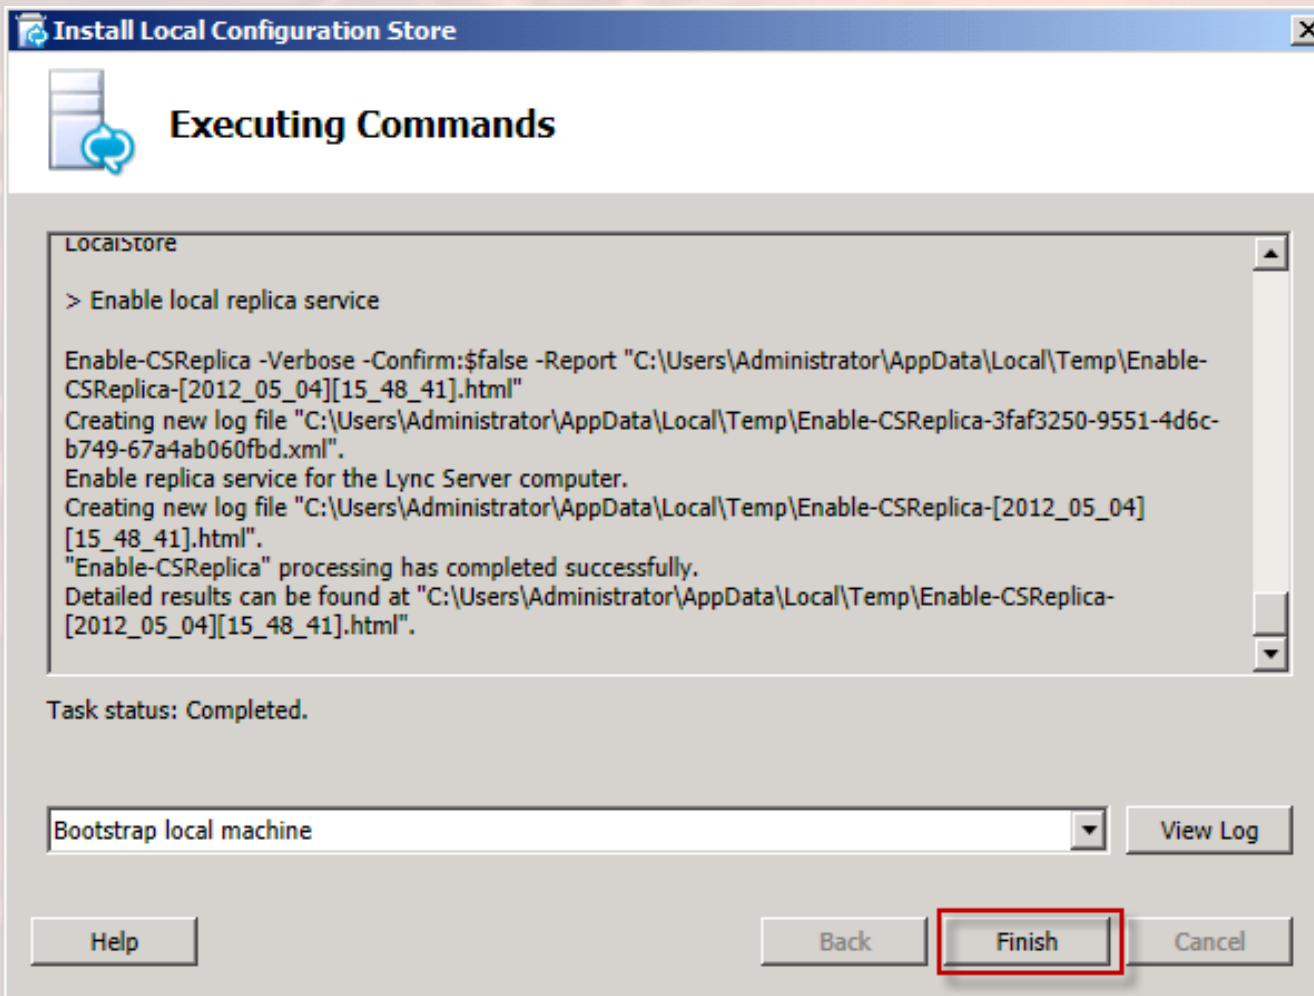 Install Local Configuration Store
Executing Commands
LocalStore
> Enable local replica service
Enable-CSReplica -Verbose -Confirm:$false -Report "C:\Users\Administrator\AppData\Local\Temp\Enable-
CSReplica-[2012_05_04][15_48_41].html"
Creating new log file "C:\Users\Administrator\AppData\Local\Temp\Enable-CSReplica-3faf3250-9551-4d6c-
b749-67a4ab060fbd.xml".
Enable replica service for the Lync Server computer.
Creating new log file "C:\Users\Administrator\AppData\Local\Temp\Enable-CSReplica-[2012_05_04]
[15_48_41].html".
"Enable-CSReplica" processing has completed successfully.
Detailed results can be found at "C:\Users\Administrator\AppData\Local\Temp\Enable-CSReplica-
[2012_05_04][15_48_41].html".
Task status: Completed.
Bootstrap local machine
View Log
Help
Back
Finish
Cancel